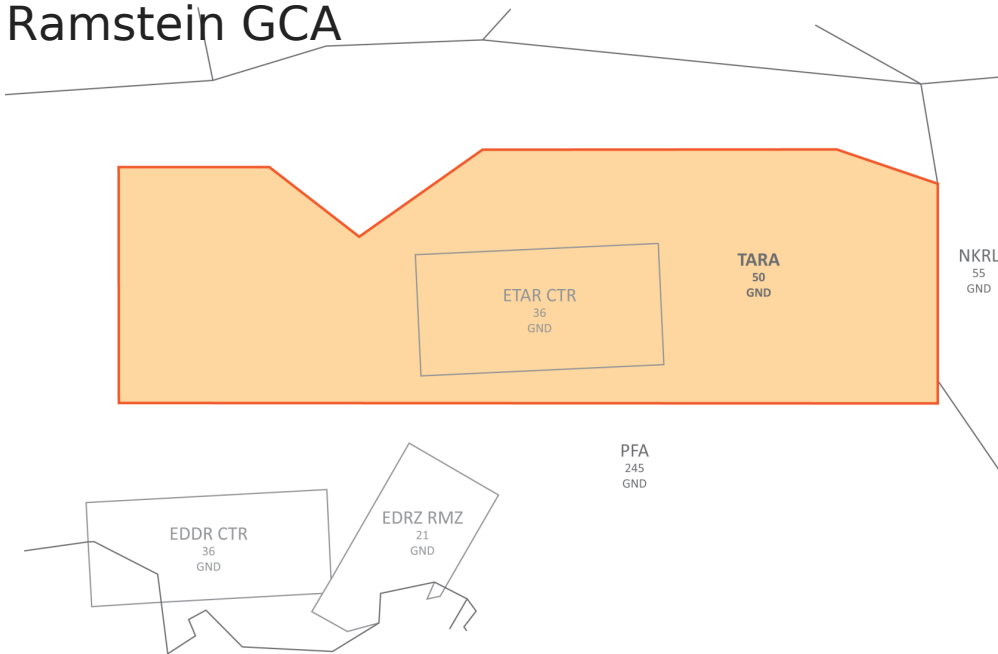 Ramstein GCA
TARA
50
GND
NKRL
55
GND
ETAR CTR
36
GND
PFA
245
GND
EDRZ RMZ
21
GND
EDDR CTR
36
GND